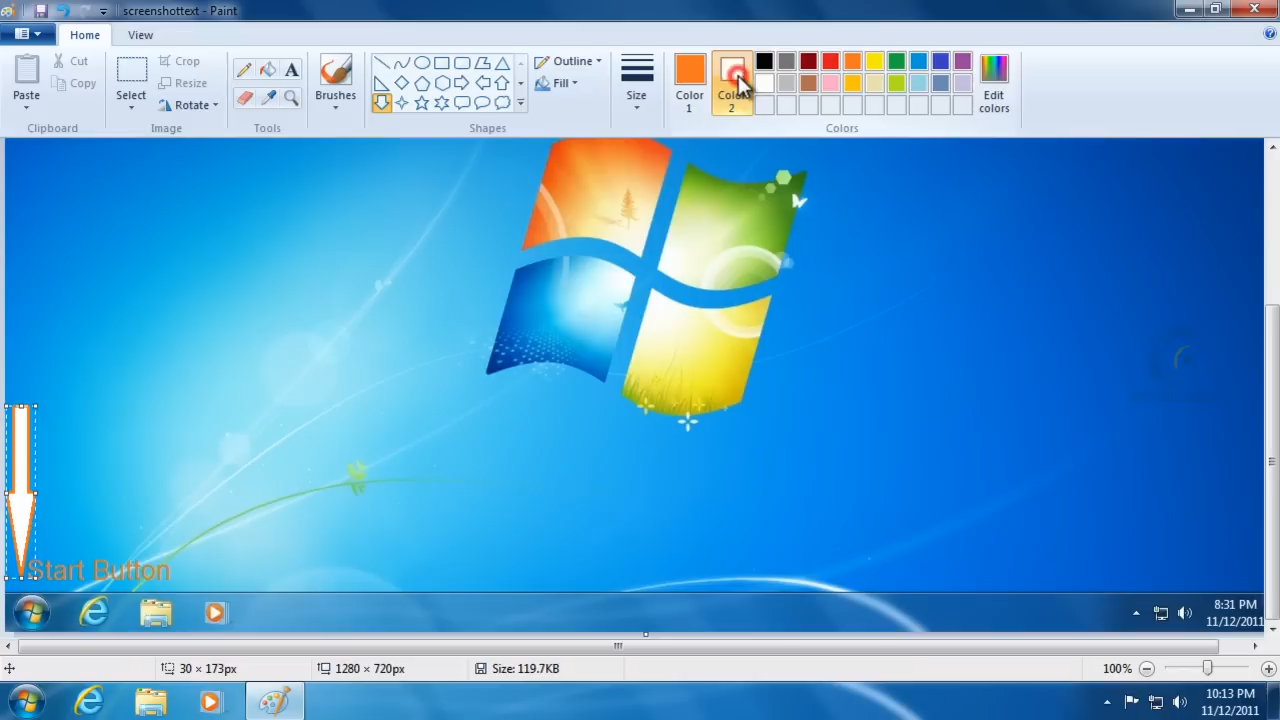 screenshottext - Paint
Home View
Paste Cut Copy
Select Crop Resize Rotate
A
Brushes
Outline Fill
Size
Color 1
Color 2
Edit colors
Clipboard Image Tools Shapes Colors
Start Button
8:31 PM
11/12/2011
30 × 173px 1280 × 720px Size: 119.7KB 100%
10:13 PM
11/12/2011